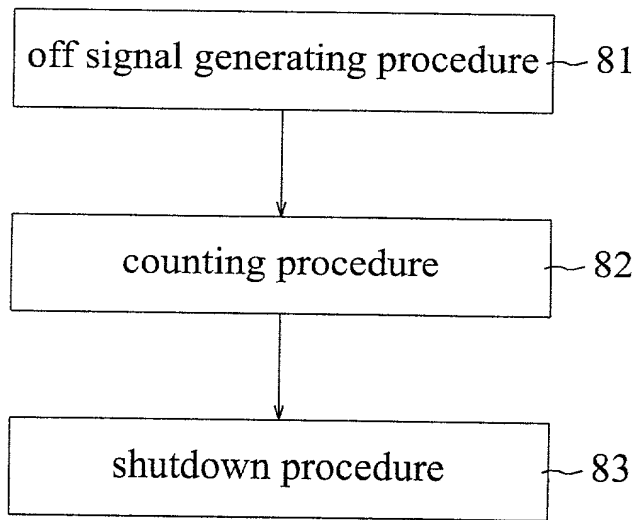 off signal generating procedure 81
counting procedure 82
shutdown procedure 83